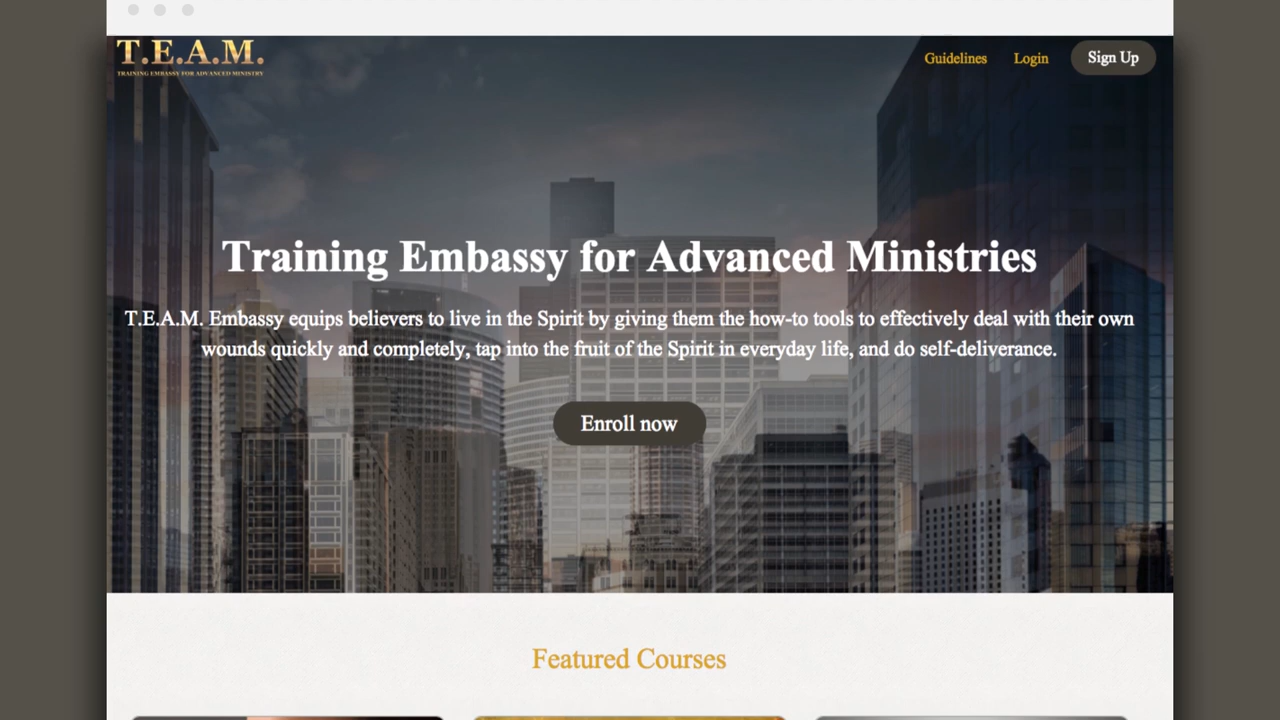 T.E.A.M.
TRAINING EMBASSY FOR ADVANCED MINISTRY
Guidelines
Login
Sign Up
Training Embassy for Advanced Ministries
T.E.A.M. Embassy equips believers to live in the Spirit by giving them the how-to tools to effectively deal with their own
wounds quickly and completely, tap into the fruit of the Spirit in everyday life, and do self-deliverance.
Enroll now
Featured Courses